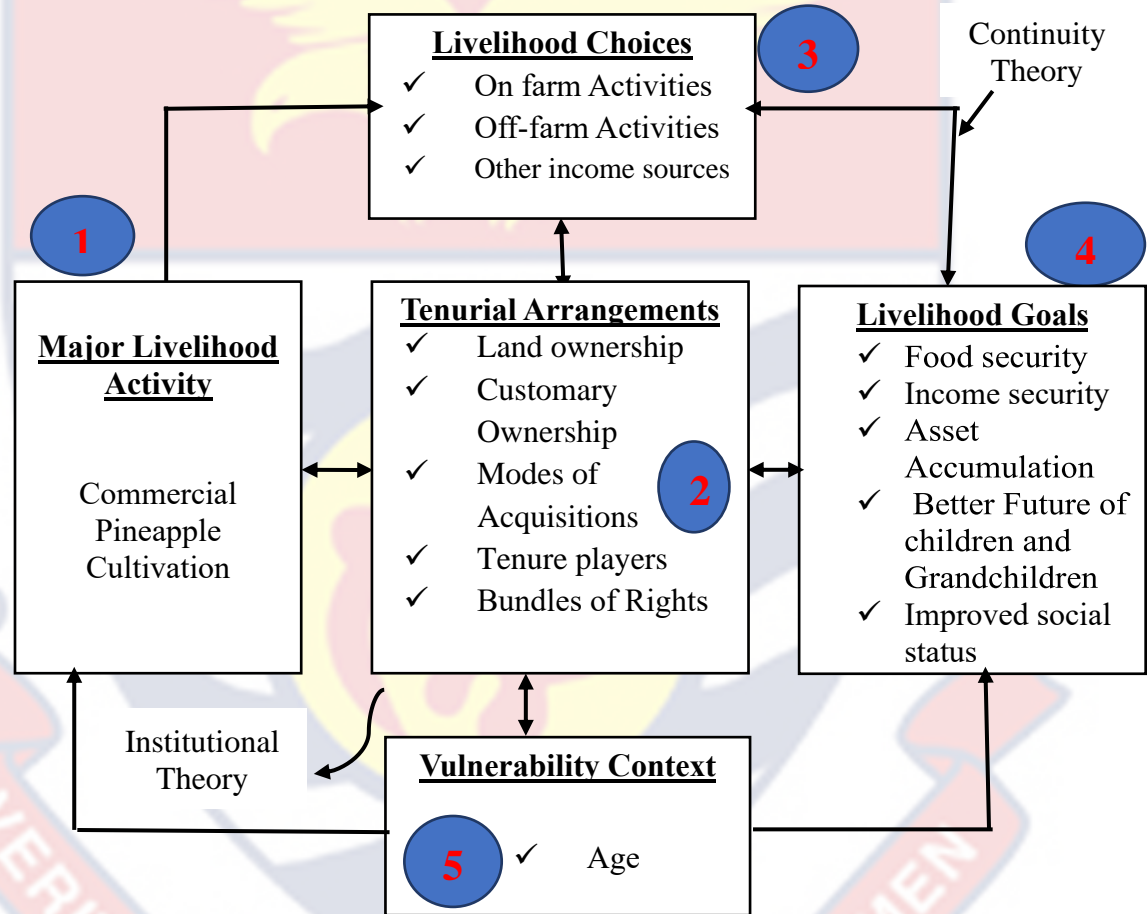 Livelihood Choices
✓ On farm Activities
✓ Off-farm Activities
✓ Other income sources
3
Continuity
Theory
1
4
Major Livelihood
Activity
Commercial
Pineapple
Cultivation
Tenurial Arrangements
✓ Land ownership
✓ Customary
Ownership
✓ Modes of
Acquisitions
✓ Tenure players
✓ Bundles of Rights
2
Livelihood Goals
✓ Food security
✓ Income security
✓ Asset
Accumulation
✓ Better Future of
children and
Grandchildren
✓ Improved social
status
Institutional
Theory
Vulnerability Context
5
✓ Age
VER
MEN